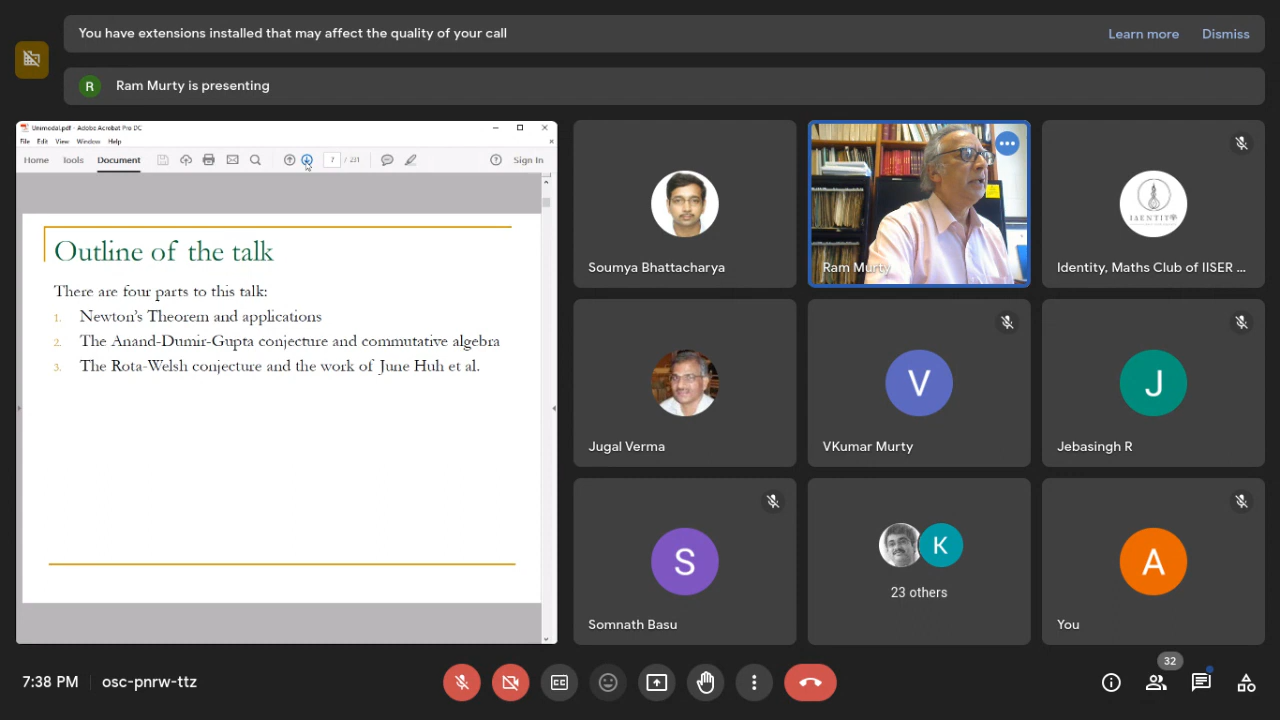 You have extensions installed that may affect the quality of your call
Learn more
Dismiss
R
Ram Murty is presenting
Unimodal.pdf - Adobe Acrobat Pro DC
File Edit View Window Help
Home Tools Document
7 / 231
Sign In
Outline of the talk
There are four parts to this talk:
1. Newton's Theorem and applications
2. The Anand-Dumir-Gupta conjecture and commutative algebra
3. The Rota-Welsh conjecture and the work of June Huh et al.
Soumya Bhattacharya
Ram Murty
IDENTITY
Identity, Maths Club of IISER ...
Jugal Verma
V
VKumar Murty
J
Jebasingh R
S
Somnath Basu
K
23 others
A
You
7:38 PM | osc-pnrw-ttz
32